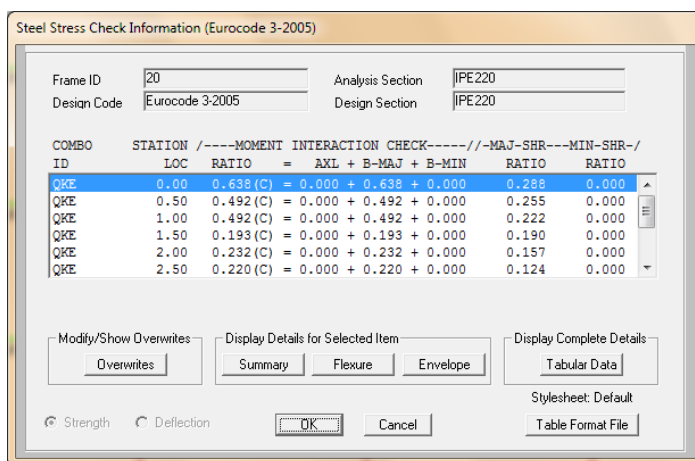 Steel Stress Check Information (Eurocode 3-2005)
Frame ID 20 Analysis Section IPE220
Design Code Eurocode 3-2005 Design Section IPE220
COMBO STATION /----MOMENT INTERACTION CHECK-----//-MAJ-SHR---MIN-SHR-/
ID LOC RATIO = AXL + B-MAJ + B-MIN RATIO RATIO
QKE 0.00 0.638(C) = 0.000 + 0.638 + 0.000 0.288 0.000
QKE 0.50 0.492(C) = 0.000 + 0.492 + 0.000 0.255 0.000
QKE 1.00 0.492(C) = 0.000 + 0.492 + 0.000 0.222 0.000
QKE 1.50 0.193(C) = 0.000 + 0.193 + 0.000 0.190 0.000
QKE 2.00 0.232(C) = 0.000 + 0.232 + 0.000 0.157 0.000
QKE 2.50 0.220(C) = 0.000 + 0.220 + 0.000 0.124 0.000
Modify/Show Overwrites Display Details for Selected Item Display Complete Details
Overwrites Summary Flexure Envelope Tabular Data
Stylesheet: Default
Strength Deflection OK Cancel Table Format File